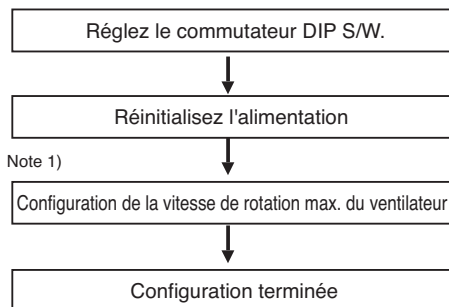 Réglez le commutateur DIP S/W.
Réinitialisez l'alimentation
Note 1)
Configuration de la vitesse de rotation max. du ventilateur
Configuration terminée